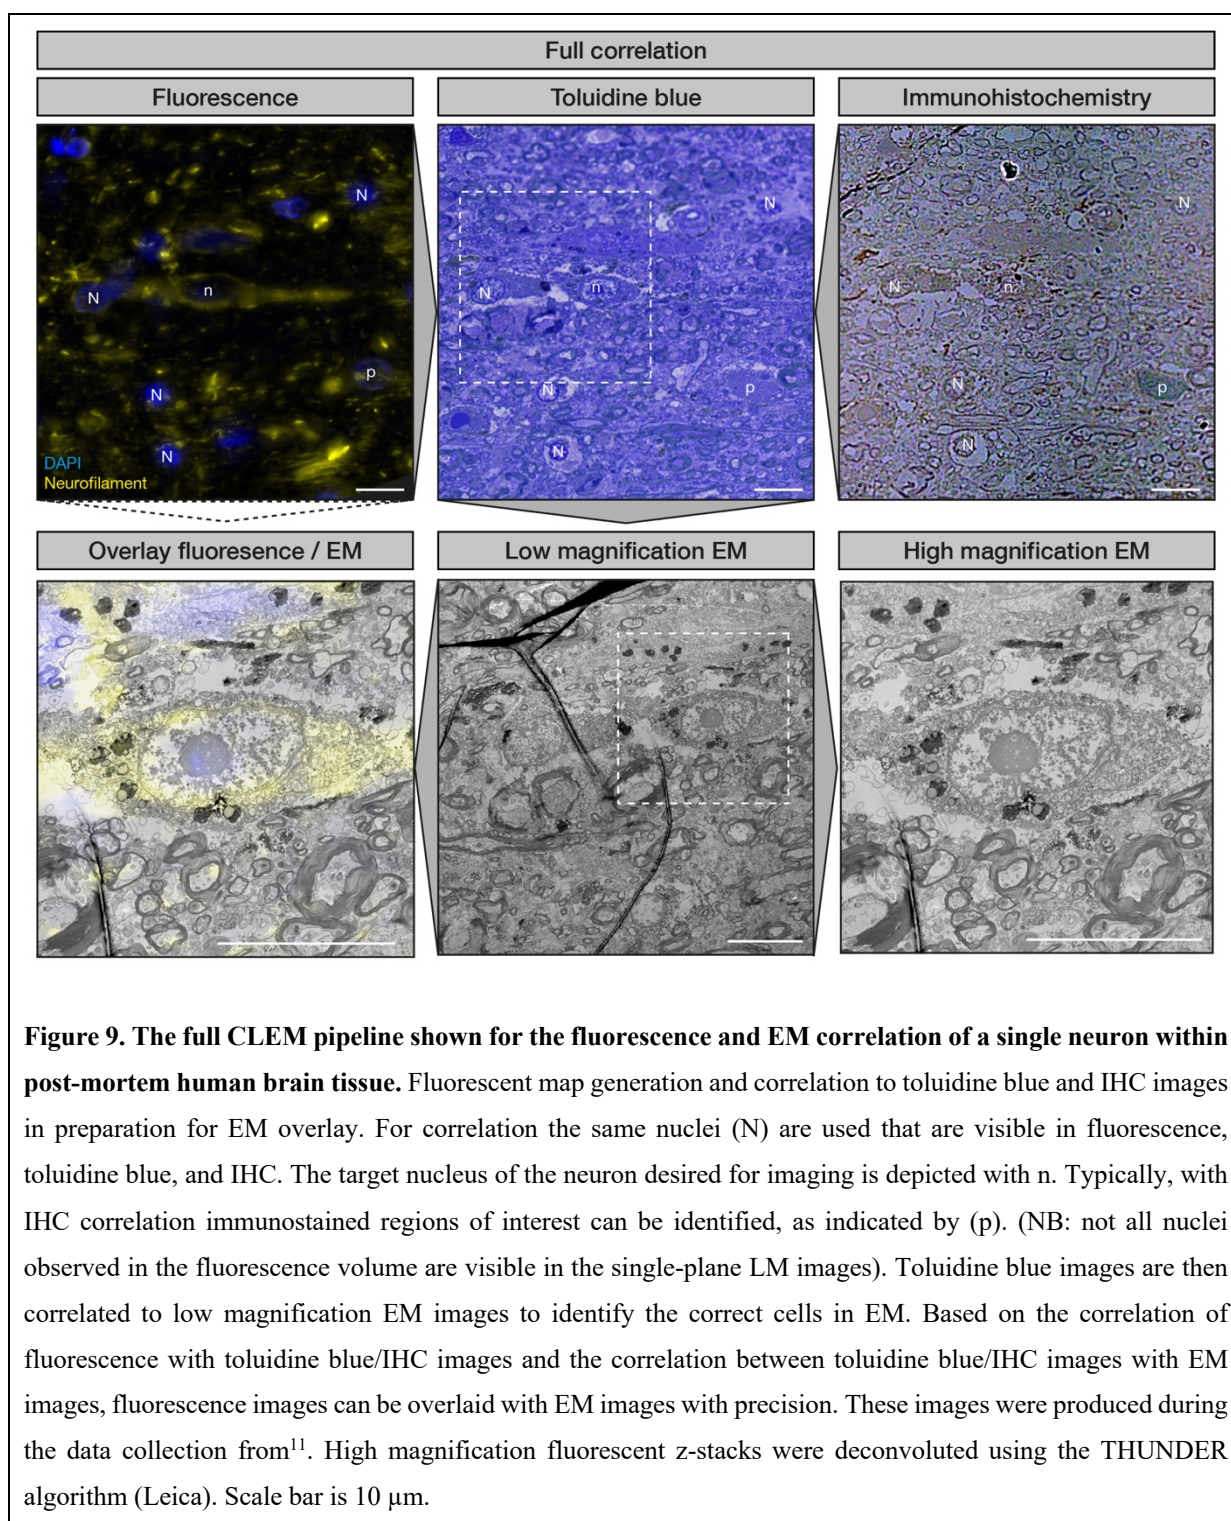 Full correlation
Fluorescence
Toluidine blue
Immunohistochemistry
N
N
n
p
N
N
DAPI
Neurofilament
N
N
n
N
p
N
N
N
n
N
p
N
Overlay fluoresence / EM
Low magnification EM
High magnification EM
Figure 9. The full CLEM pipeline shown for the fluorescence and EM correlation of a single neuron within
post-mortem human brain tissue. Fluorescent map generation and correlation to toluidine blue and IHC images
in preparation for EM overlay. For correlation the same nuclei (N) are used that are visible in fluorescence,
toluidine blue, and IHC. The target nucleus of the neuron desired for imaging is depicted with n. Typically, with
IHC correlation immunostained regions of interest can be identified, as indicated by (p). (NB: not all nuclei
observed in the fluorescence volume are visible in the single-plane LM images). Toluidine blue images are then
correlated to low magnification EM images to identify the correct cells in EM. Based on the correlation of
fluorescence with toluidine blue/IHC images and the correlation between toluidine blue/IHC images with EM
images, fluorescence images can be overlaid with EM images with precision. These images were produced during
the data collection from¹¹. High magnification fluorescent z-stacks were deconvoluted using the THUNDER
algorithm (Leica). Scale bar is 10 µm.